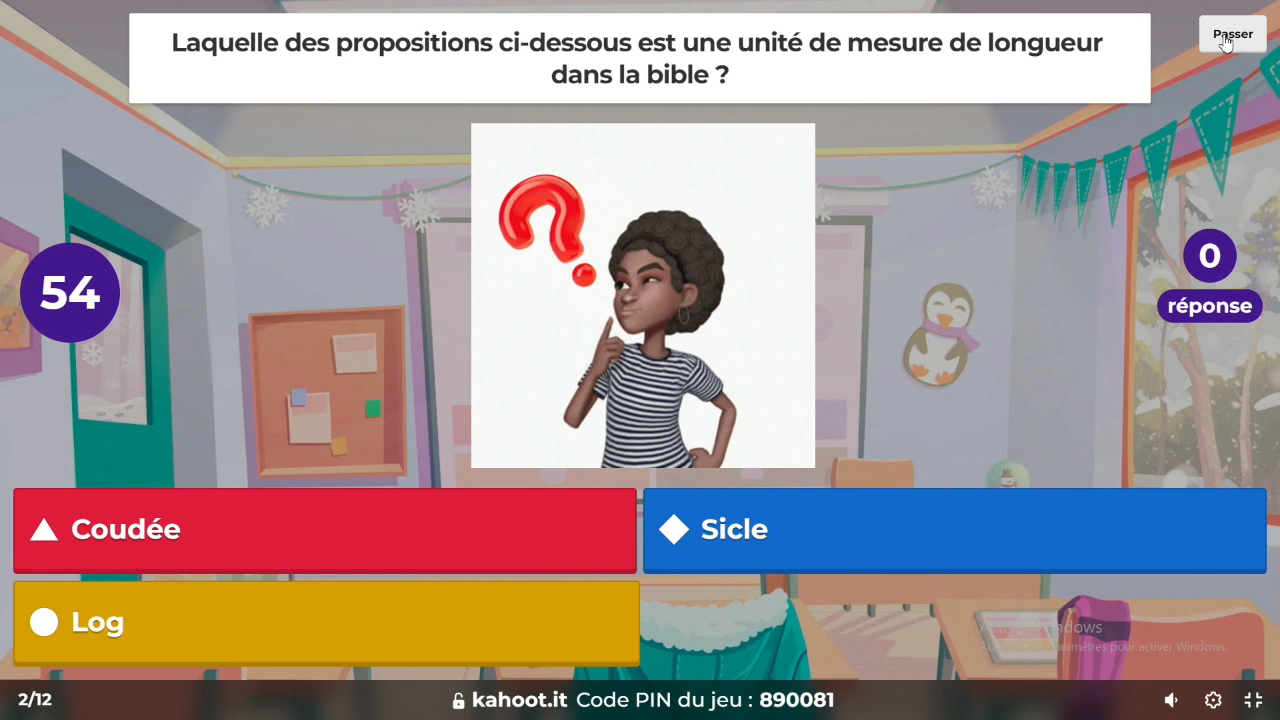 Laquelle des propositions ci-dessous est une unité de mesure de longueur
dans la bible ?
Passer
54
0
réponse
Coudée
Sicle
Log
2/12
kahoot.it Code PIN du jeu : 890081